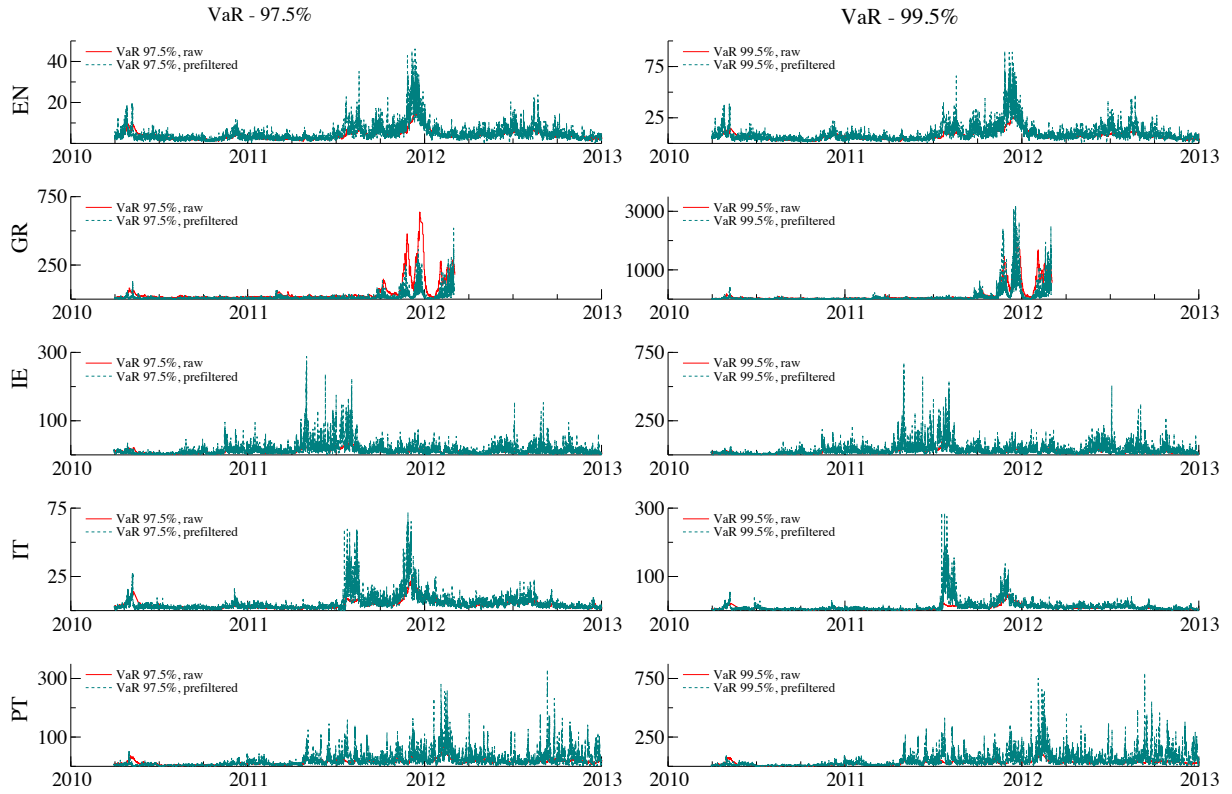 VaR - 97.5% VaR - 99.5%
EN
VaR 97.5%, raw
VaR 97.5%, prefiltered
40
20
2010 2011 2012 2013
VaR 99.5%, raw
VaR 99.5%, prefiltered
75
25
2010 2011 2012 2013
GR
VaR 97.5%, raw
VaR 97.5%, prefiltered
750
250
2010 2011 2012 2013
VaR 99.5%, raw
VaR 99.5%, prefiltered
3000
1000
2010 2011 2012 2013
IE
VaR 97.5%, raw
VaR 97.5%, prefiltered
300
100
2010 2011 2012 2013
VaR 99.5%, raw
VaR 99.5%, prefiltered
750
250
2010 2011 2012 2013
IT
VaR 97.5%, raw
VaR 97.5%, prefiltered
75
25
2010 2011 2012 2013
VaR 99.5%, raw
VaR 99.5%, prefiltered
300
100
2010 2011 2012 2013
PT
VaR 97.5%, raw
VaR 97.5%, prefiltered
300
100
2010 2011 2012 2013
VaR 99.5%, raw
VaR 99.5%, prefiltered
750
250
2010 2011 2012 2013